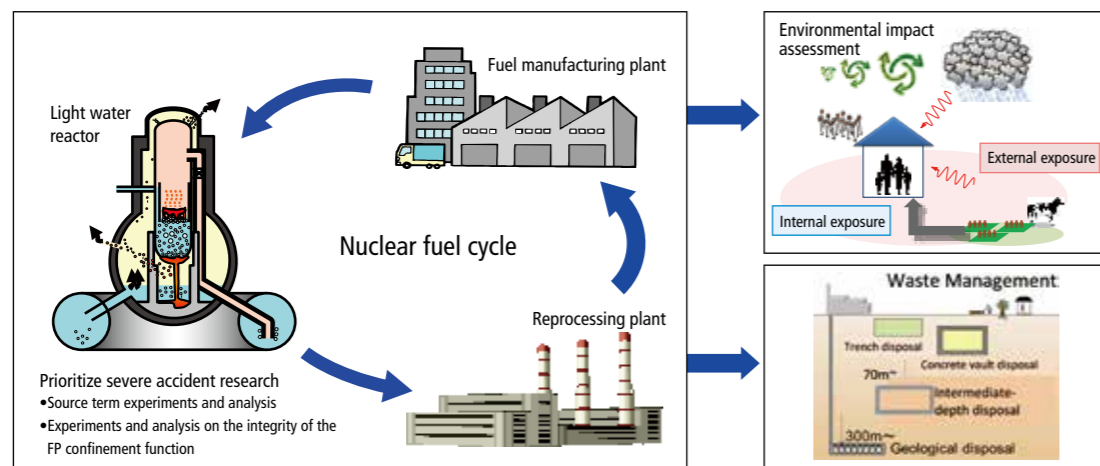 Fuel manufacturing plant
Light water
reactor
Nuclear fuel cycle
Reprocessing plant
Prioritize severe accident research
•Source term experiments and analysis
•Experiments and analysis on the integrity of the
FP confinement function
Environmental impact
assessment
External exposure
Internal exposure
Waste Management
Trench disposal
Concrete vault disposal
70m~
Intermediate-
depth disposal
300m~
Geological disposal